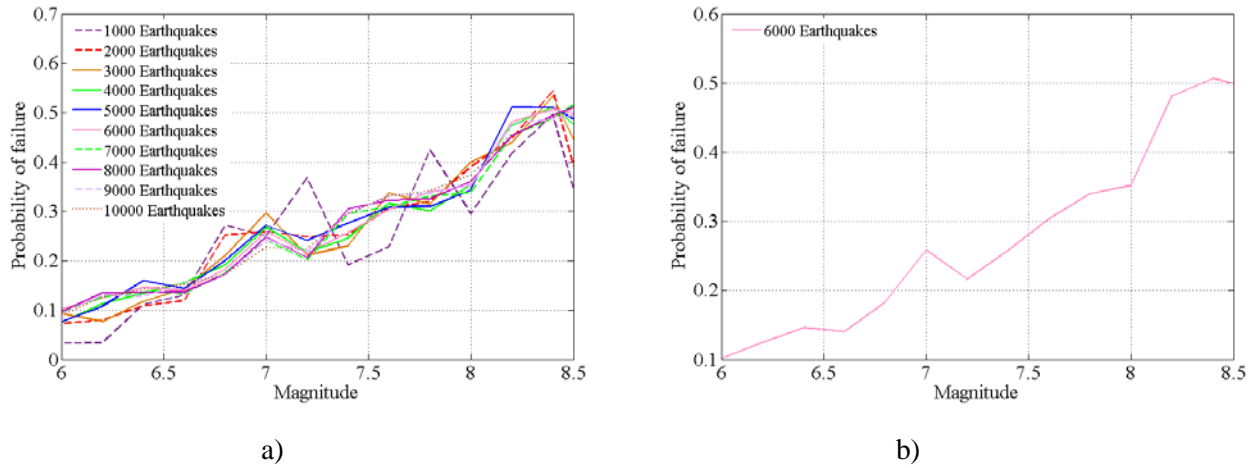 0.7
0.6
0.5
0.4
0.3
0.2
0.1
0
Probability of failure
1000 Earthquakes
2000 Earthquakes
3000 Earthquakes
4000 Earthquakes
5000 Earthquakes
6000 Earthquakes
7000 Earthquakes
8000 Earthquakes
9000 Earthquakes
10000 Earthquakes
6 6.5 7 7.5 8 8.5
Magnitude
a)
0.6
0.5
0.4
0.3
0.2
0.1
Probability of failure
6000 Earthquakes
6 6.5 7 7.5 8 8.5
Magnitude
b)